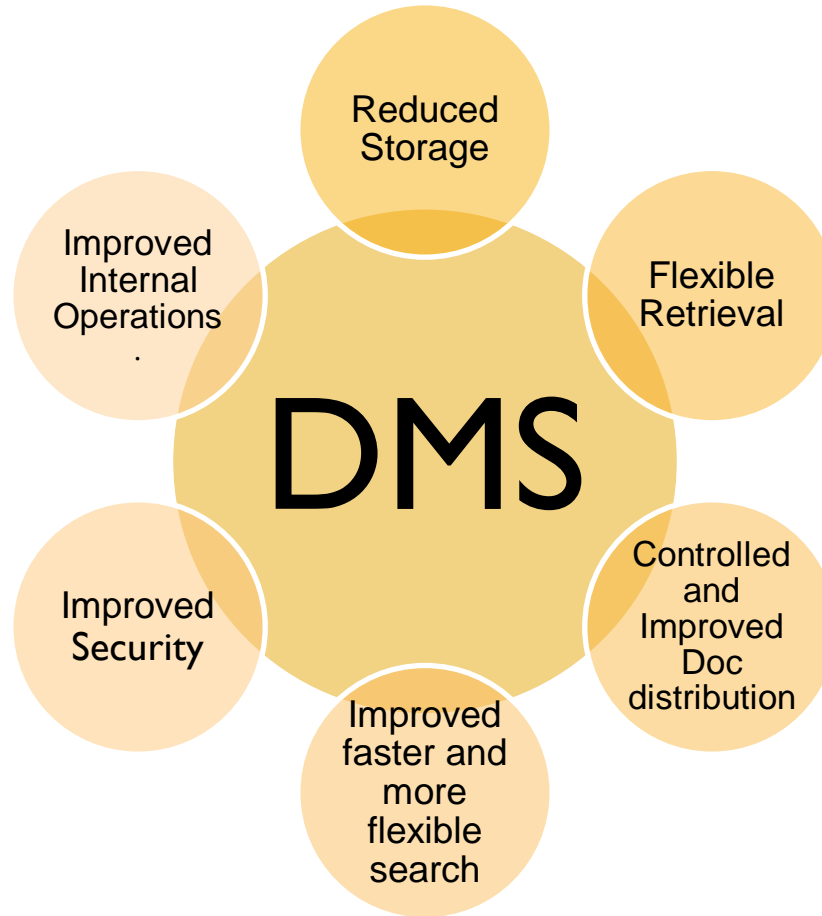 Reduced
Storage
Flexible
Retrieval
Controlled
and
Improved
Doc
distribution
Improved
faster and
more
flexible
search
Improved
Security
Improved
Internal
Operations
.
DMS